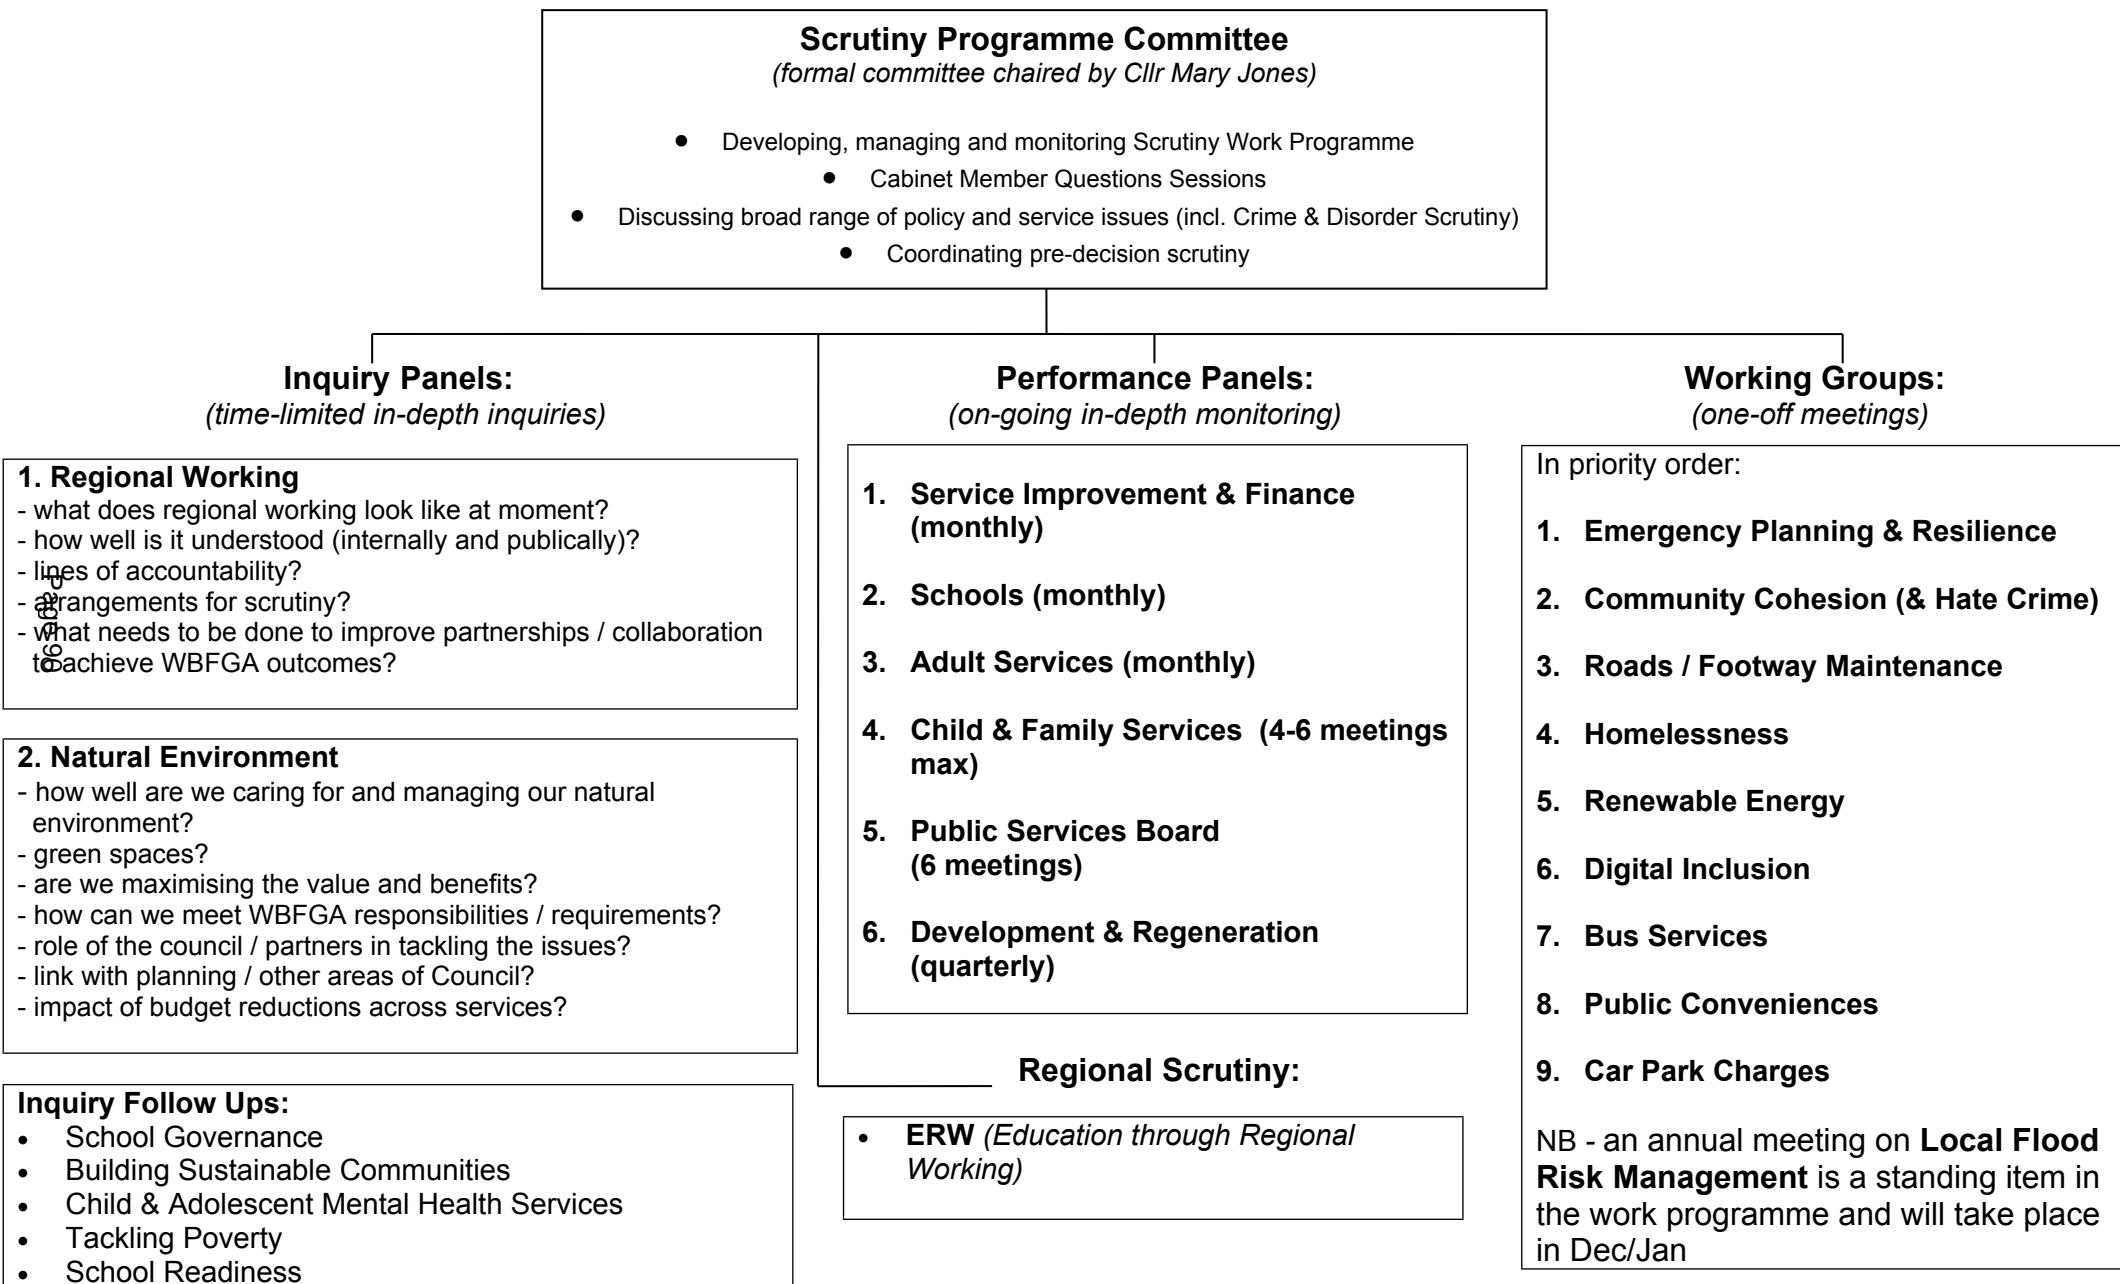 Scrutiny Programme Committee
(formal committee chaired by Cllr Mary Jones)
● Developing, managing and monitoring Scrutiny Work Programme
● Cabinet Member Questions Sessions
● Discussing broad range of policy and service issues (incl. Crime & Disorder Scrutiny)
● Coordinating pre-decision scrutiny
Inquiry Panels:
(time-limited in-depth inquiries)
1. Regional Working
- what does regional working look like at moment?
- how well is it understood (internally and publically)?
- lines of accountability?
- arrangements for scrutiny?
- what needs to be done to improve partnerships / collaboration
to achieve WBFGA outcomes?
Page 90
2. Natural Environment
- how well are we caring for and managing our natural
environment?
- green spaces?
- are we maximising the value and benefits?
- how can we meet WBFGA responsibilities / requirements?
- role of the council / partners in tackling the issues?
- link with planning / other areas of Council?
- impact of budget reductions across services?
Inquiry Follow Ups:
• School Governance
• Building Sustainable Communities
• Child & Adolescent Mental Health Services
• Tackling Poverty
• School Readiness
Performance Panels:
(on-going in-depth monitoring)
1. Service Improvement & Finance
(monthly)
2. Schools (monthly)
3. Adult Services (monthly)
4. Child & Family Services (4-6 meetings
max)
5. Public Services Board
(6 meetings)
6. Development & Regeneration
(quarterly)
Regional Scrutiny:
• ERW (Education through Regional
Working)
Working Groups:
(one-off meetings)
In priority order:
1. Emergency Planning & Resilience
2. Community Cohesion (& Hate Crime)
3. Roads / Footway Maintenance
4. Homelessness
5. Renewable Energy
6. Digital Inclusion
7. Bus Services
8. Public Conveniences
9. Car Park Charges
NB - an annual meeting on Local Flood
Risk Management is a standing item in
the work programme and will take place
in Dec/Jan